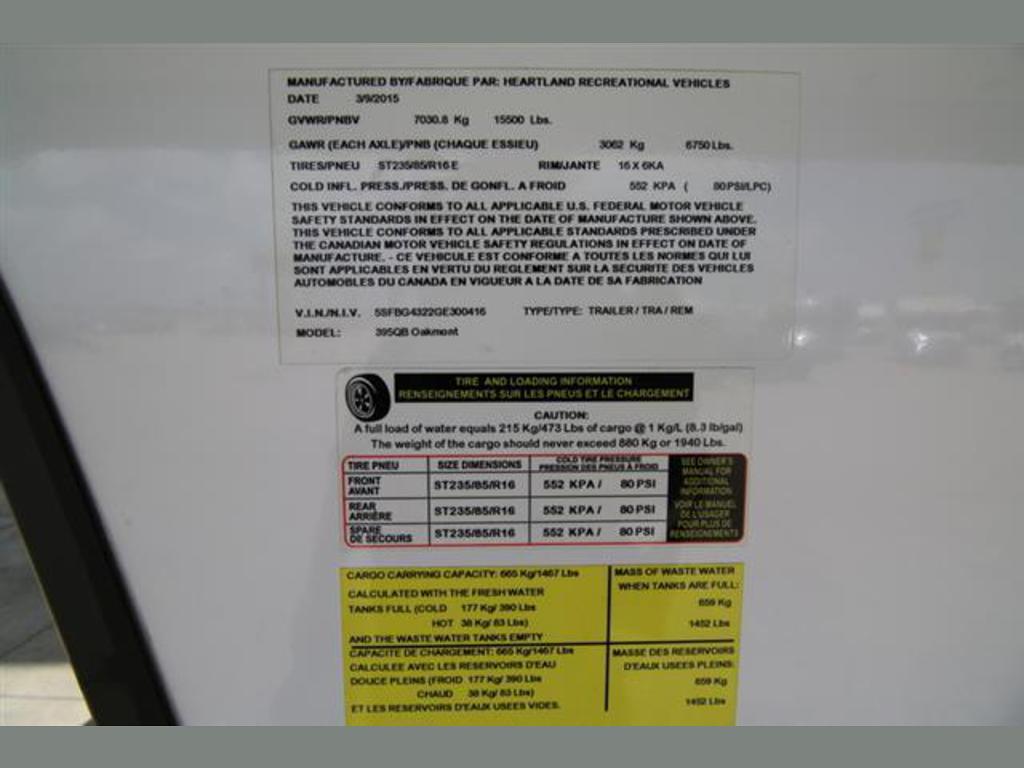 MANUFACTURED BY/FABRIQUE PAR: HEARTLAND RECREATIONAL VEHICLES
DATE 3/9/2015
GVWR/PNBV 7030.8 Kg 15500 Lbs.
GAWR (EACH AXLE)/PNB (CHAQUE ESSIEU) 3062 Kg 6750 Lbs.
TIRES/PNEU ST235/85/R16 E RIM/JANTE 16 X 6KA
COLD INFL. PRESS./PRESS. DE GONFL. A FROID 552 KPA ( 80 PSI/LPC)
THIS VEHICLE CONFORMS TO ALL APPLICABLE U.S. FEDERAL MOTOR VEHICLE
SAFETY STANDARDS IN EFFECT ON THE DATE OF MANUFACTURE SHOWN ABOVE.
THIS VEHICLE CONFORMS TO ALL APPLICABLE STANDARDS PRESCRIBED UNDER
THE CANADIAN MOTOR VEHICLE SAFETY REGULATIONS IN EFFECT ON DATE OF
MANUFACTURE. - CE VEHICULE EST CONFORME A TOUTES LES NORMES QUI LUI
SONT APPLICABLES EN VERTU DU REGLEMENT SUR LA SECURITE DES VEHICLES
AUTOMOBILES DU CANADA EN VIGUEUR A LA DATE DE SA FABRICATION
V.I.N./N.I.V. 5SFBG4322GE300416 TYPE/TYPE: TRAILER / TRA / REM
MODEL: 395QB Oakmont
TIRE AND LOADING INFORMATION
RENSEIGNEMENTS SUR LES PNEUS ET LE CHARGEMENT
CAUTION:
A full load of water equals 215 Kg/473 Lbs of cargo @ 1 Kg/L (8.3 lb/gal)
The weight of the cargo should never exceed 880 Kg or 1940 Lbs.
TIRE PNEU SIZE DIMENSIONS COLD TIRE PRESSURE
PRESSION DES PNEUS À FROID
FRONT
AVANT ST235/85/R16 552 KPA / 80 PSI
REAR
ARRIÈRE ST235/85/R16 552 KPA / 80 PSI
SPARE
DE SECOURS ST235/85/R16 552 KPA / 80 PSI
SEE OWNER'S
MANUAL FOR
ADDITIONAL
INFORMATION
VOIR LE MANUEL
DE L'USAGER
POUR PLUS DE
RENSEIGNEMENTS
CARGO CARRYING CAPACITY: 665 Kg/1467 Lbs
CALCULATED WITH THE FRESH WATER
TANKS FULL (COLD 177 Kg/ 390 Lbs
HOT 38 Kg/ 83 Lbs)
AND THE WASTE WATER TANKS EMPTY
MASS OF WASTE WATER
WHEN TANKS ARE FULL:
659 Kg
1452 Lbs
CAPACITE DE CHARGEMENT: 665 Kg/1467 Lbs
CALCULEE AVEC LES RESERVOIRS D'EAU
DOUCE PLEINS (FROID 177 Kg/ 390 Lbs
CHAUD 38 Kg/ 83 Lbs)
ET LES RESERVOIRS D'EAUX USEES VIDES.
MASSE DES RESERVOIRS
D'EAUX USEES PLEINS:
659 Kg
1452 Lbs